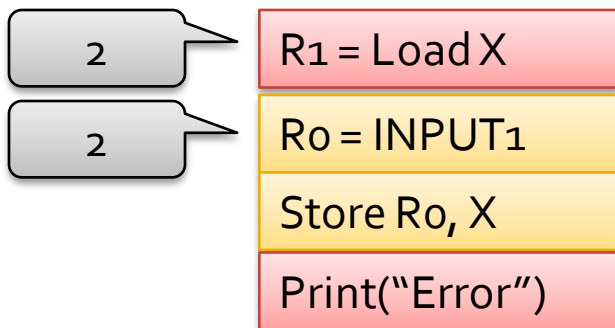 2
R1 = Load X
2
R0 = INPUT1
Store R0, X
Print(“Error”)